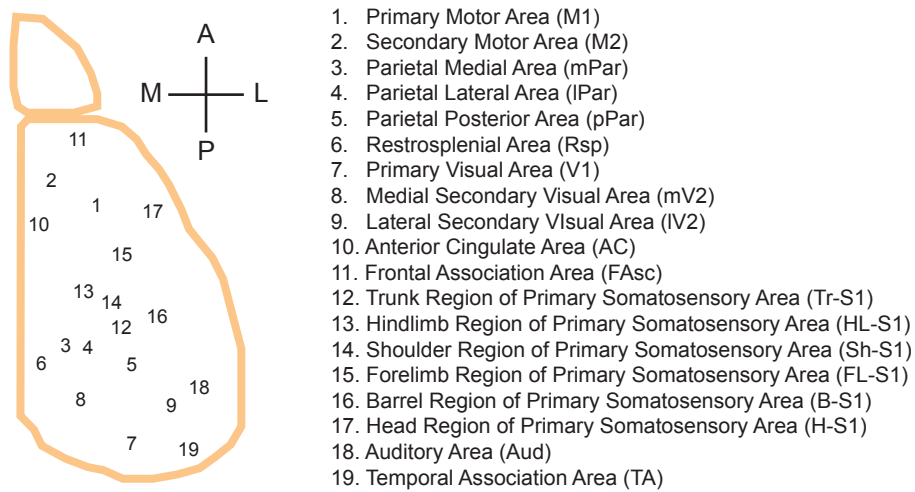 A
M L
P
11
2
1
17
10
15
13
14
16
12
3
4
6
5
18
8
9
7
19
1. Primary Motor Area (M1)
2. Secondary Motor Area (M2)
3. Parietal Medial Area (mPar)
4. Parietal Lateral Area (lPar)
5. Parietal Posterior Area (pPar)
6. Restrosplenial Area (Rsp)
7. Primary Visual Area (V1)
8. Medial Secondary Visual Area (mV2)
9. Lateral Secondary VIsual Area (lV2)
10. Anterior Cingulate Area (AC)
11. Frontal Association Area (FAsc)
12. Trunk Region of Primary Somatosensory Area (Tr-S1)
13. Hindlimb Region of Primary Somatosensory Area (HL-S1)
14. Shoulder Region of Primary Somatosensory Area (Sh-S1)
15. Forelimb Region of Primary Somatosensory Area (FL-S1)
16. Barrel Region of Primary Somatosensory Area (B-S1)
17. Head Region of Primary Somatosensory Area (H-S1)
18. Auditory Area (Aud)
19. Temporal Association Area (TA)